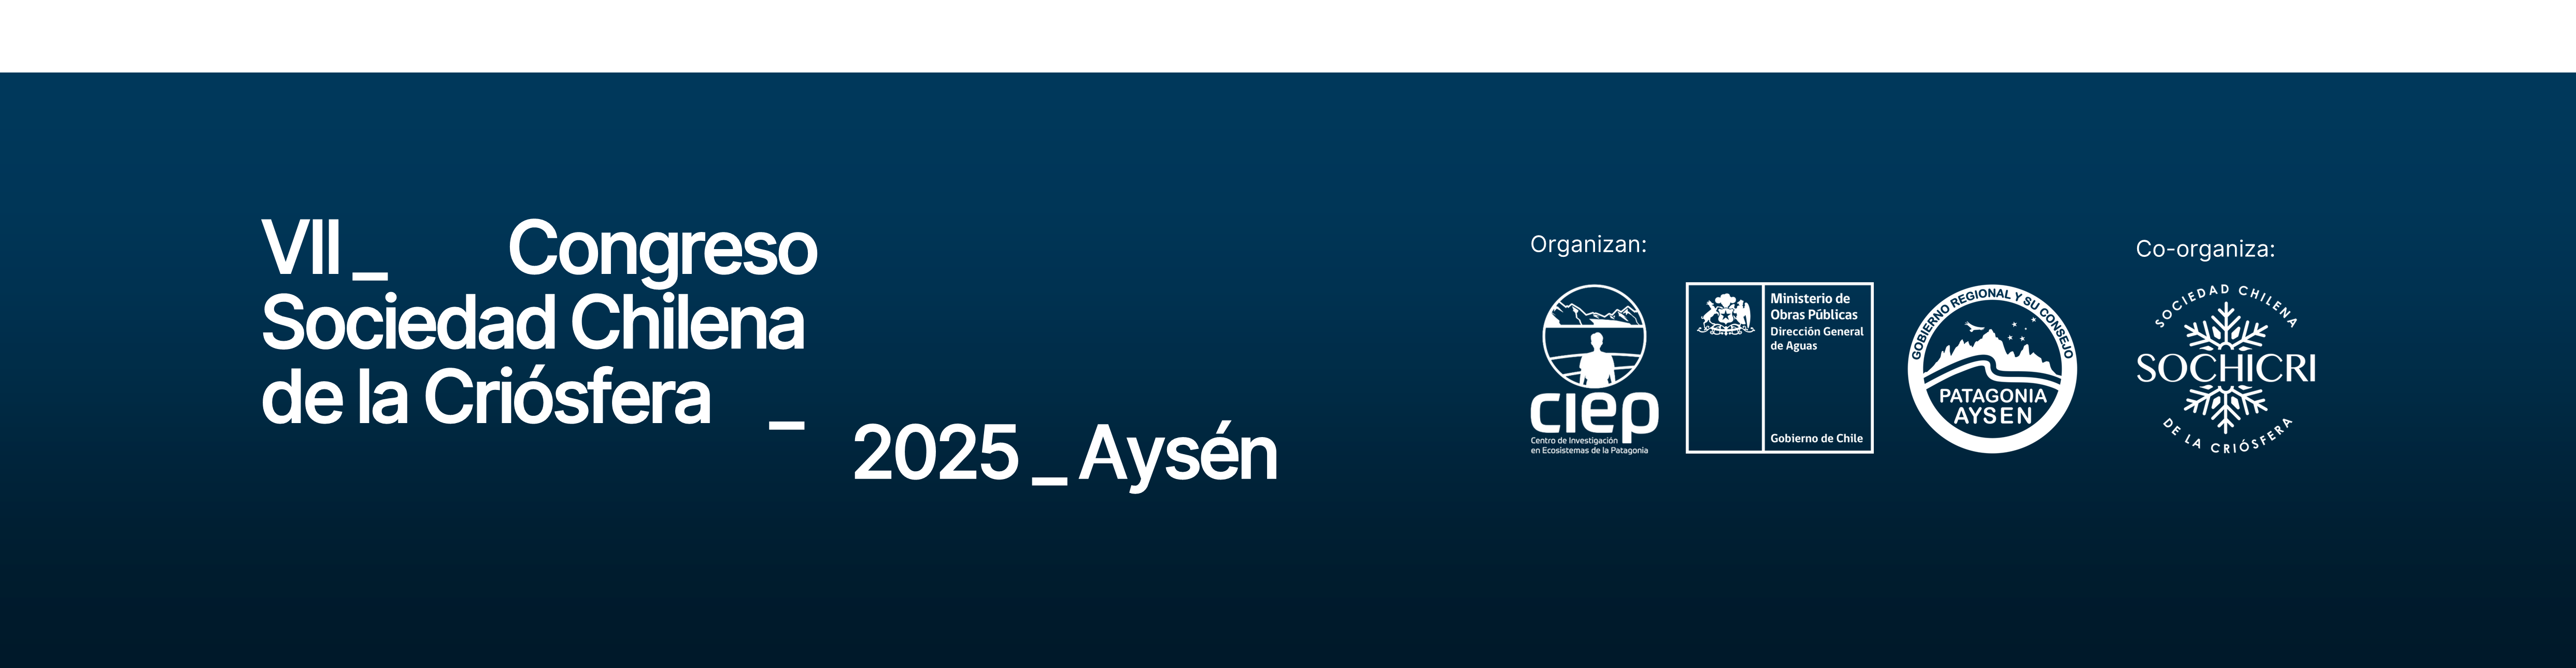 VII_ Congreso
Sociedad Chilena
de la Criósfera _
2025_Aysén
Organizan:
ciep
Centro de Investigación
en Ecosistemas de la Patagonia
Ministerio de
Obras Públicas
Dirección General
de Aguas
Gobierno de Chile
GOBIERNO REGIONAL Y SU CONSEJO
PATAGONIA
AYSEN
Co-organiza:
SOCIEDAD CHILENA
SOCHICRI
DE LA CRIÓSFERA